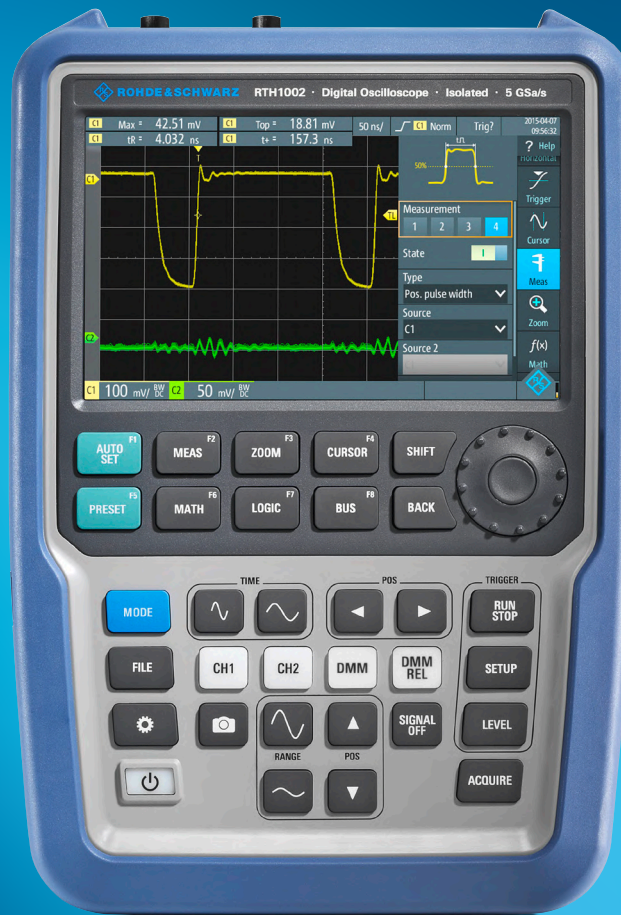 ROHDE&SCHWARZ RTH1002 · Digital Oscilloscope · Isolated · 5 GSa/s
C1 Max = 42.51 mV C1 Top = 18.81 mV 50 ns/ C1 Norm Trig? 2015-04-07
C1 tR = 4.032 ns C1 t+ = 157.3 ns 09:56:32
? Help
Horizontal
T
50%
C1
Trigger
Measurement
TL
1 2 3 4
Cursor
State I
Meas
Type
Pos. pulse width
Zoom
Source
C1
C2
Source 2
f(x)
Math
C1 100 mV/ BW DC C2 50 mV/ BW DC
AUTO SET F1
MEAS F2
ZOOM F3
CURSOR F4
SHIFT
PRESET F5
MATH F6
LOGIC F7
BUS F8
BACK
TIME
POS
TRIGGER
MODE
RUN STOP
FILE
CH1
CH2
DMM
DMM REL
SETUP
SIGNAL OFF
LEVEL
RANGE
POS
ACQUIRE